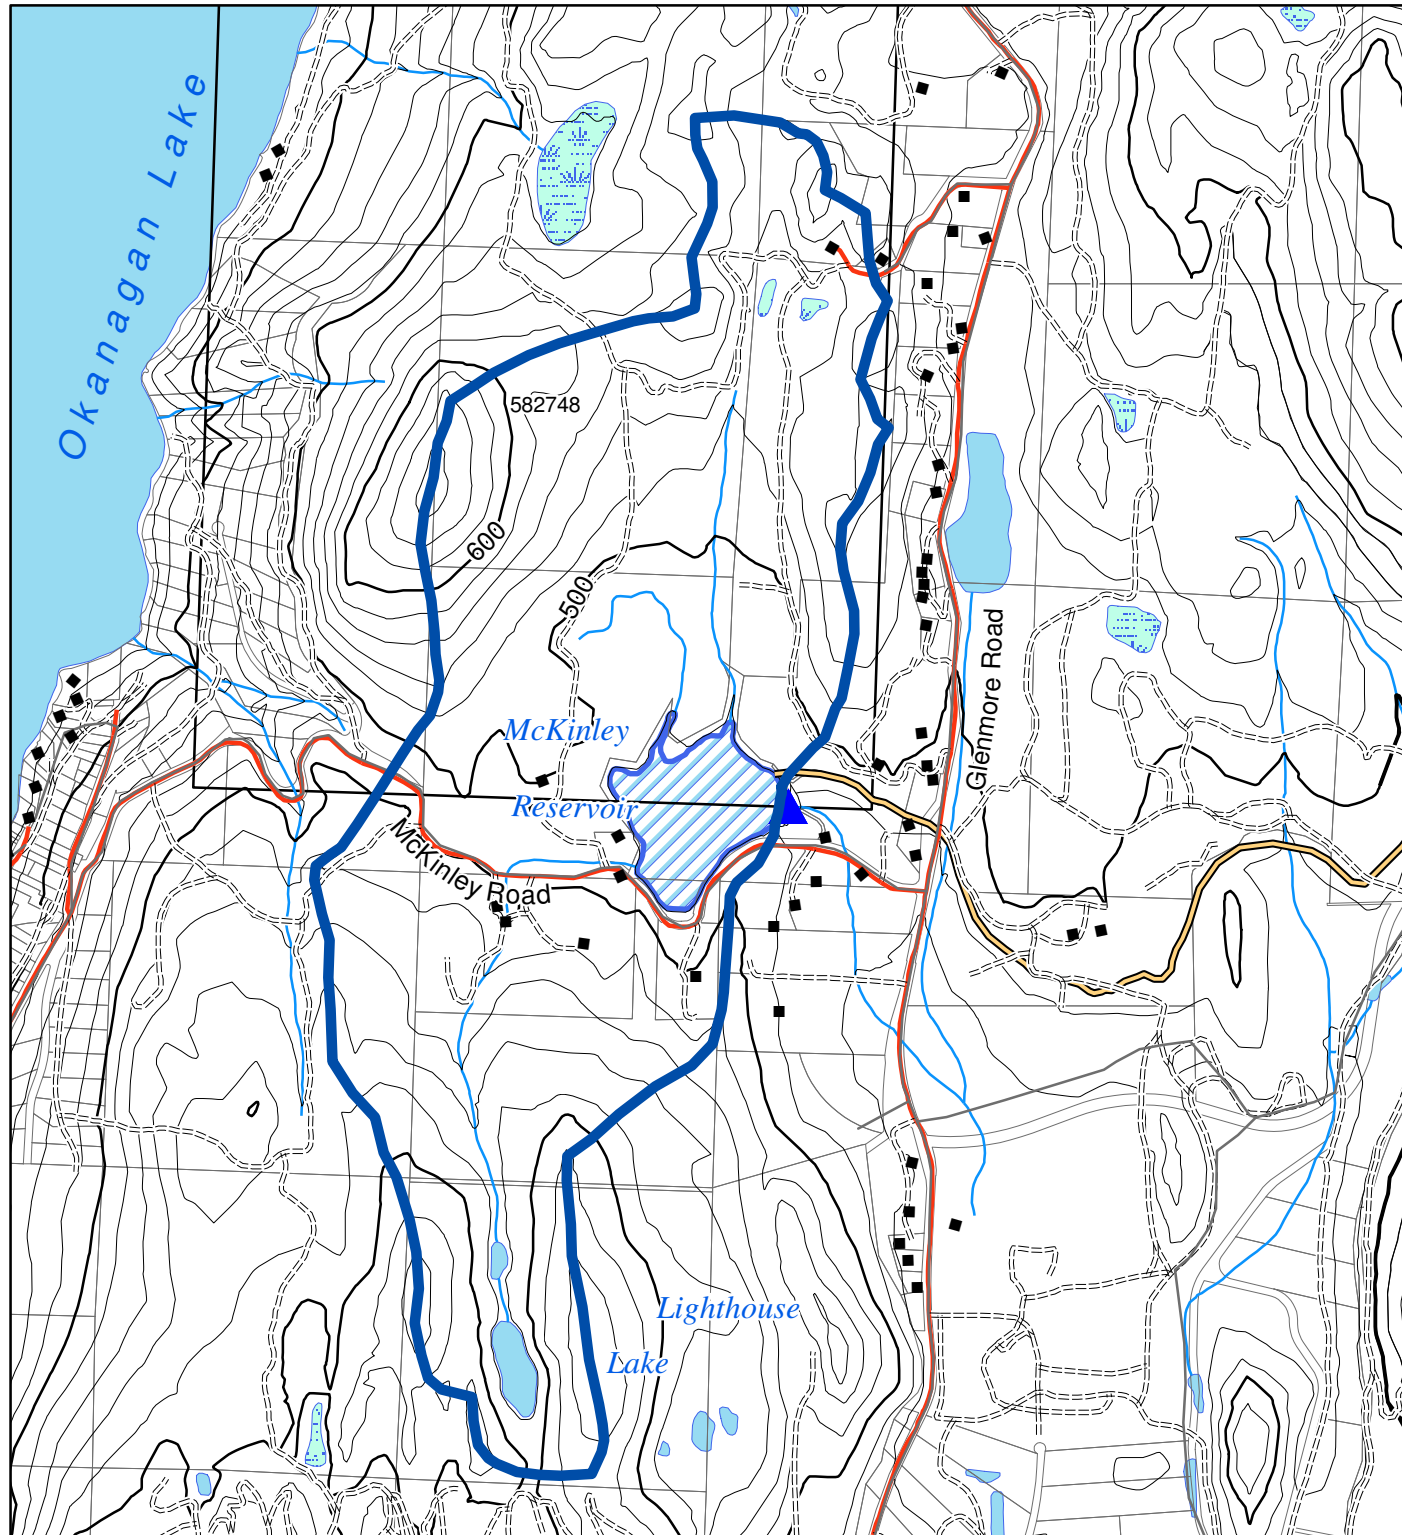 Okanagan Lake
582748
600
500
McKinley
Reservoir
Glenmore Road
McKinley Road
Lighthouse
Lake